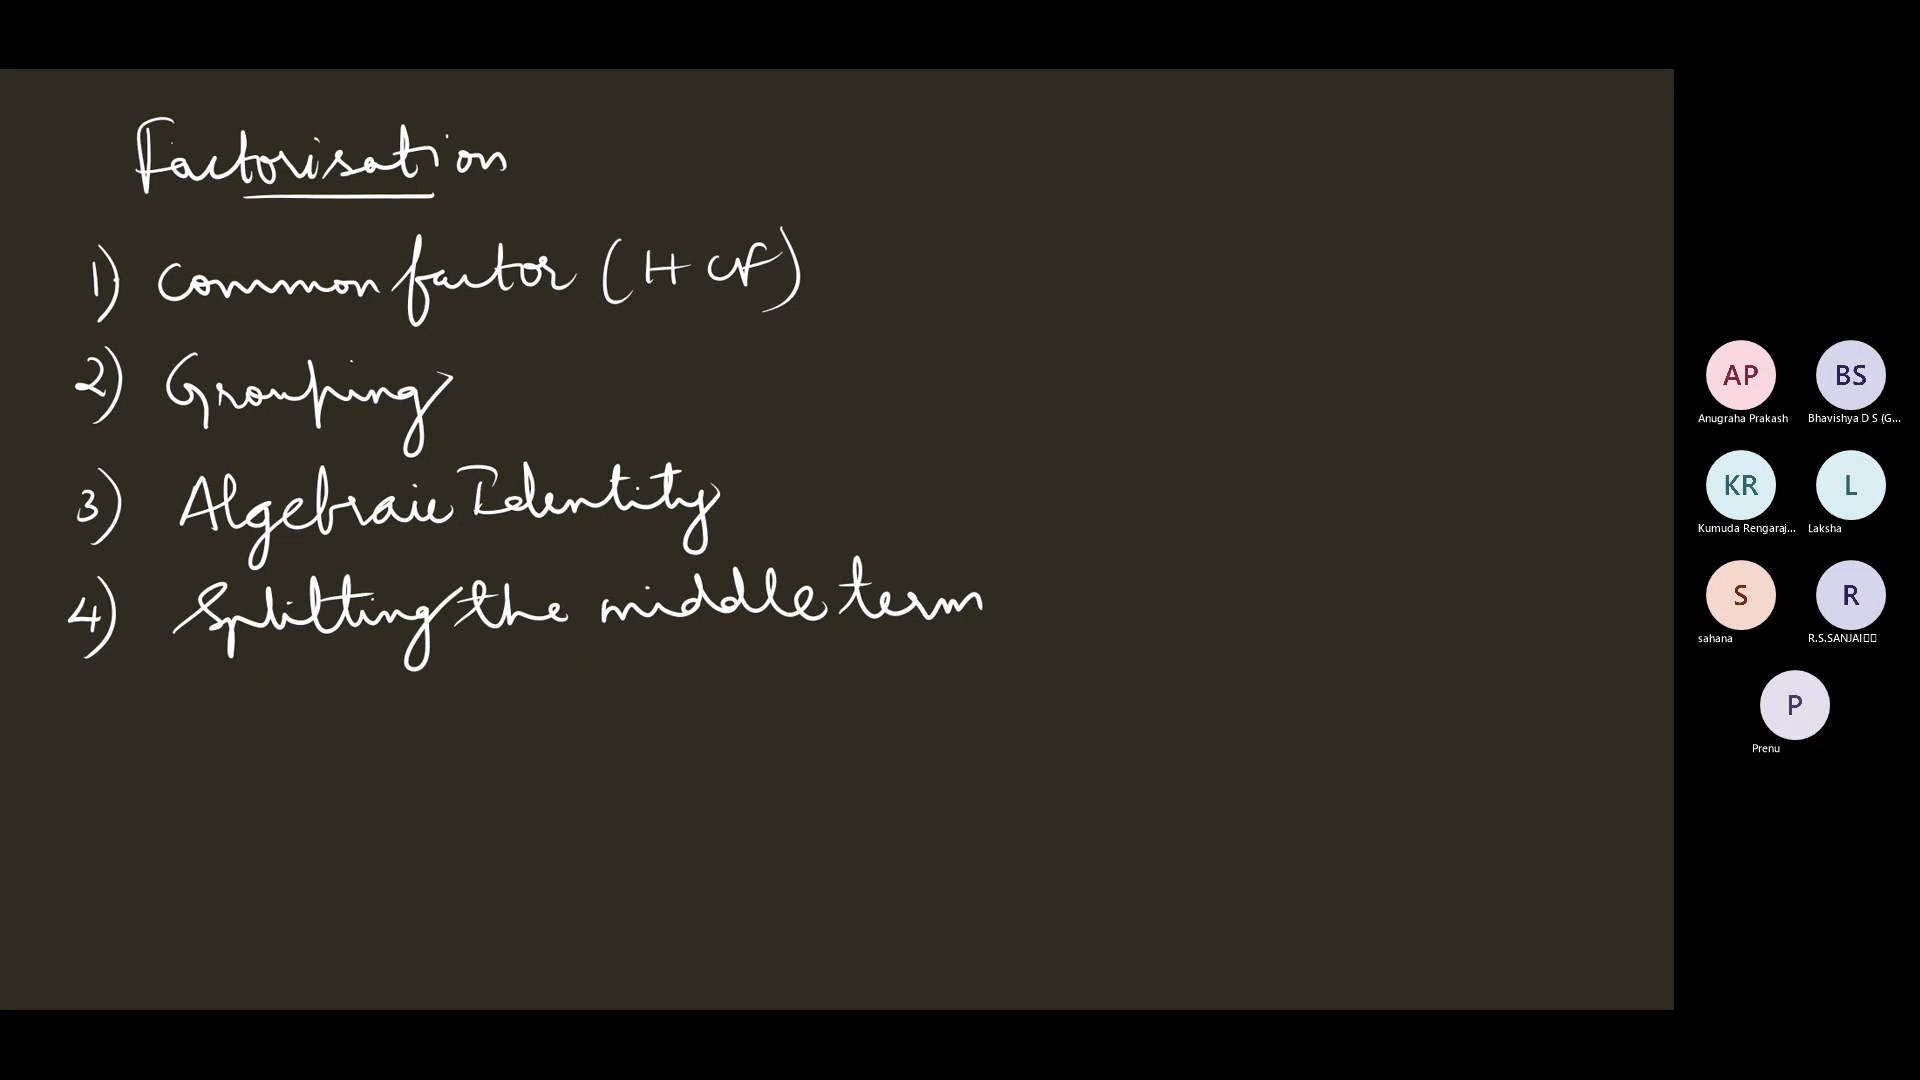 Factorisation
1) Common factor (HCF)
2) Grouping
3) Algebraic Identity
4) Splitting the middle term
AP
BS
Anugraha Prakash
Bhavishya D S (G...
KR
L
Kumuda Rengaraj...
Laksha
S
R
sahana
R.S.SANJAI
P
Prenu